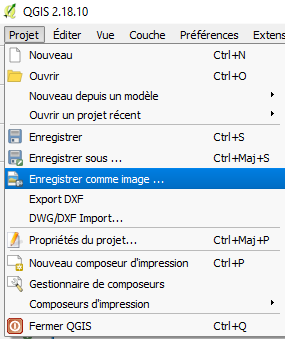 QGIS 2.18.10
Projet Éditer Vue Couche Préférences Extens
Nouveau Ctrl+N
Ouvrir Ctrl+O
Nouveau depuis un modèle
Ouvrir un projet récent
Enregistrer Ctrl+S
Enregistrer sous ... Ctrl+Maj+S
Enregistrer comme image ...
Export DXF
DWG/DXF Import...
Propriétés du projet... Ctrl+Maj+P
Nouveau composeur d'impression Ctrl+P
Gestionnaire de composeurs
Composeurs d'impression
Fermer QGIS Ctrl+Q